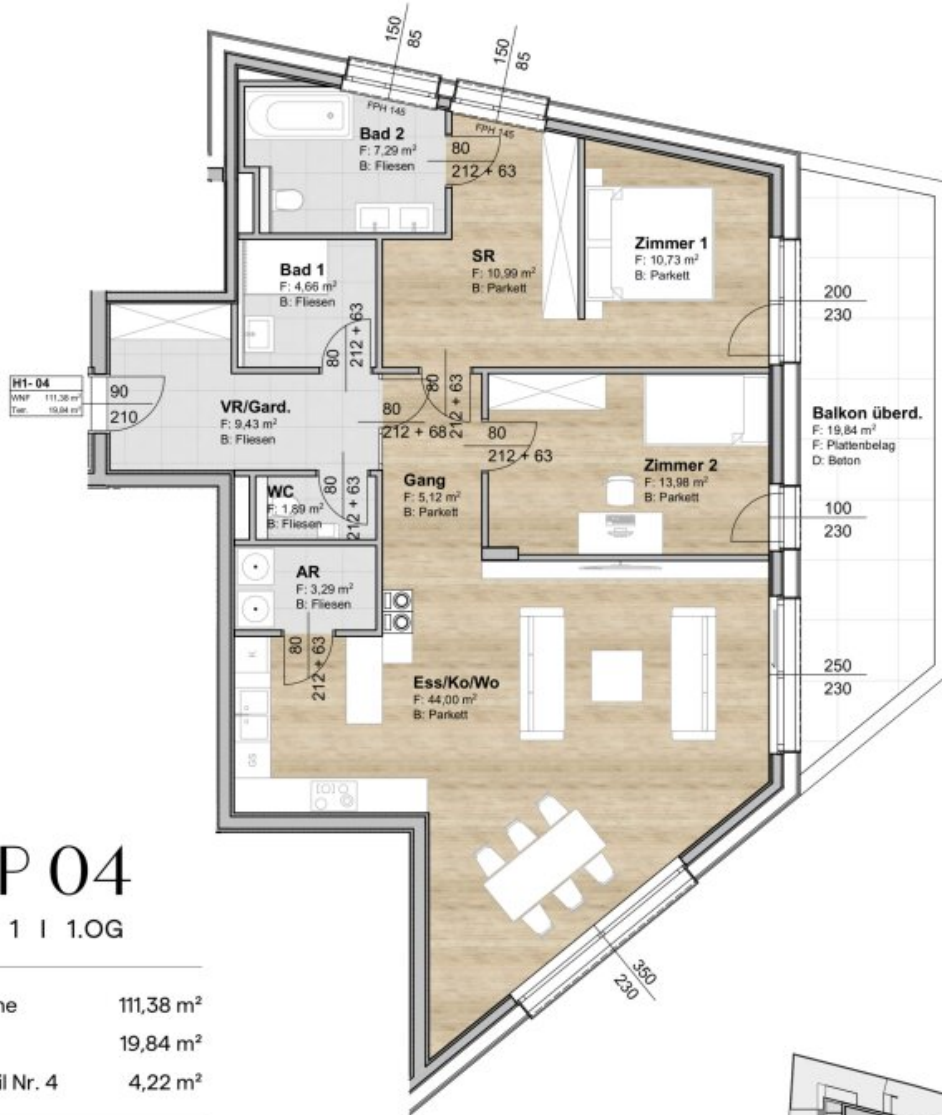 150
85
150
85
FPH 145
FPH 145
Bad 2
F: 7,29 m²
B: Fliesen
80
212 + 63
SR
F: 10,99 m²
B: Parkett
Zimmer 1
F: 10,73 m²
B: Parkett
Bad 1
F: 4,66 m²
B: Fliesen
80
212 + 63
200
230
H1- 04
WNF 111,38 m²
Terr. 19,84 m²
90
210
VR/Gard.
F: 9,43 m²
B: Fliesen
80
212 + 68
80
212 + 63
80
212 + 63
Balkon überd.
F: 19,84 m²
F: Plattenbelag
D: Beton
Zimmer 2
F: 13,98 m²
B: Parkett
Gang
F: 5,12 m²
B: Parkett
WC
F: 1,89 m²
B: Fliesen
80
212 + 63
100
230
AR
F: 3,29 m²
B: Fliesen
80
212 + 63
K
GS
Ess/Ko/Wo
F: 44,00 m²
B: Parkett
250
230
350
230
P 04
1 I 1.OG
ne 111,38 m²
19,84 m²
il Nr. 4 4,22 m²